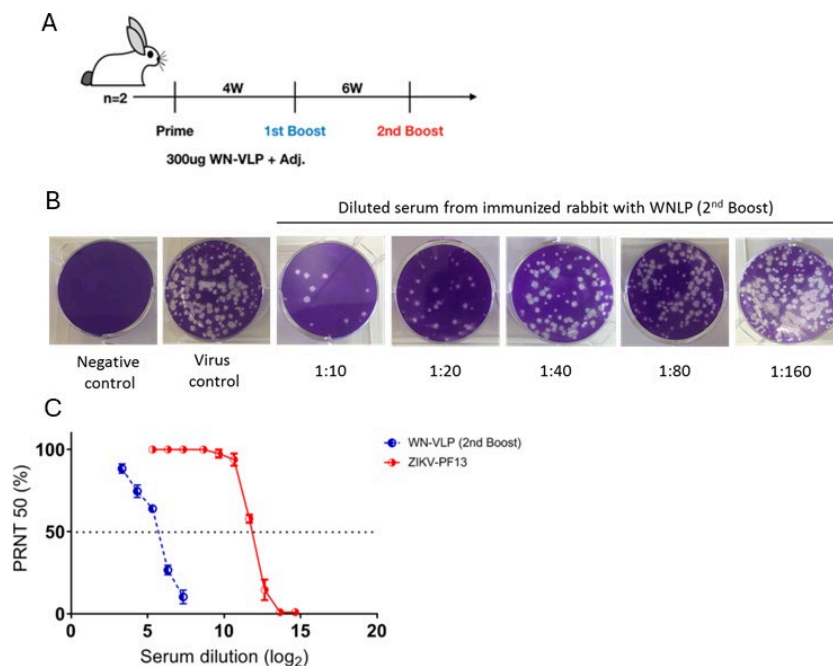 A
n=2
4W
6W
Prime
1st Boost
2nd Boost
300ug WN-VLP + Adj.
B
Diluted serum from immunized rabbit with WNLP (2nd Boost)
Negative
control
Virus
control
1:10
1:20
1:40
1:80
1:160
C
PRNT 50 (%)
100
50
0
0
5
10
15
20
Serum dilution (log2)
WN-VLP (2nd Boost)
ZIKV-PF13